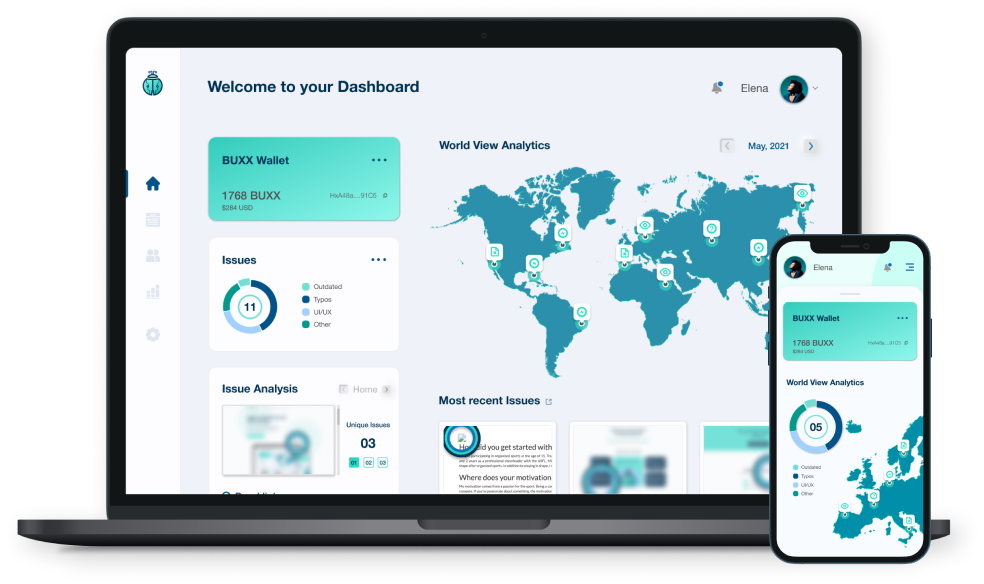 Welcome to your Dashboard
Elena
BUXX Wallet
1768 BUXX
HxA48a....91C5
$284 USD
Issues
11
Outdated
Typos
UI/UX
Other
Issue Analysis
Home
Unique Issues
03
01 02 03
World View Analytics
May, 2021
Most recent Issues
did you get started with
Where does your motivation
Elena
BUXX Wallet
1768 BUXX
HxA48a....91C5
$284 USD
World View Analytics
05
Outdated
Typos
UI/UX
Other